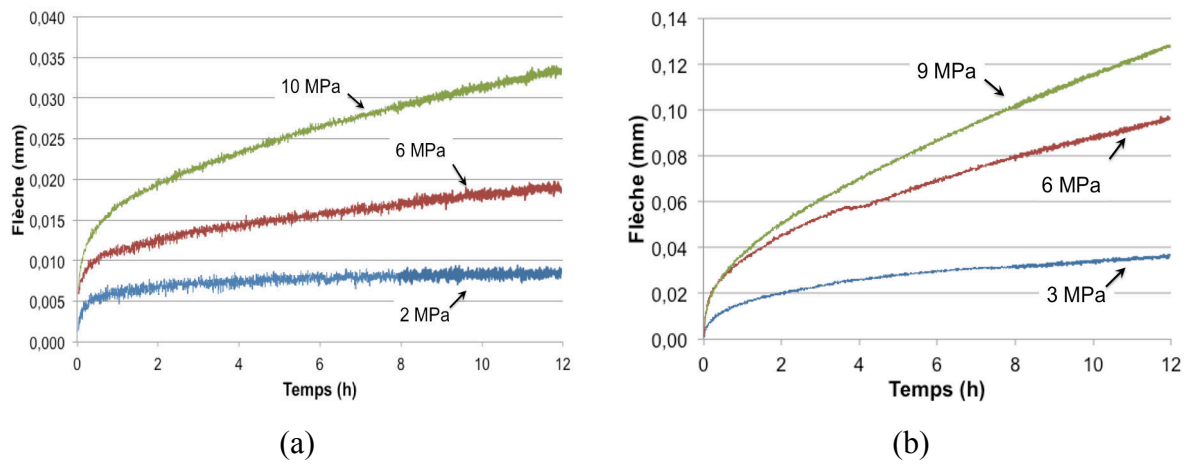 0,040
0,035
0,030
0,025
0,020
0,015
0,010
0,005
0,000
Flèche (mm)
10 MPa
6 MPa
2 MPa
0 2 4 6 8 10 12
Temps (h)
(a)
0,14
0,12
0,10
0,08
0,06
0,04
0,02
0,00
Flèche (mm)
9 MPa
6 MPa
3 MPa
0 2 4 6 8 10 12
Temps (h)
(b)